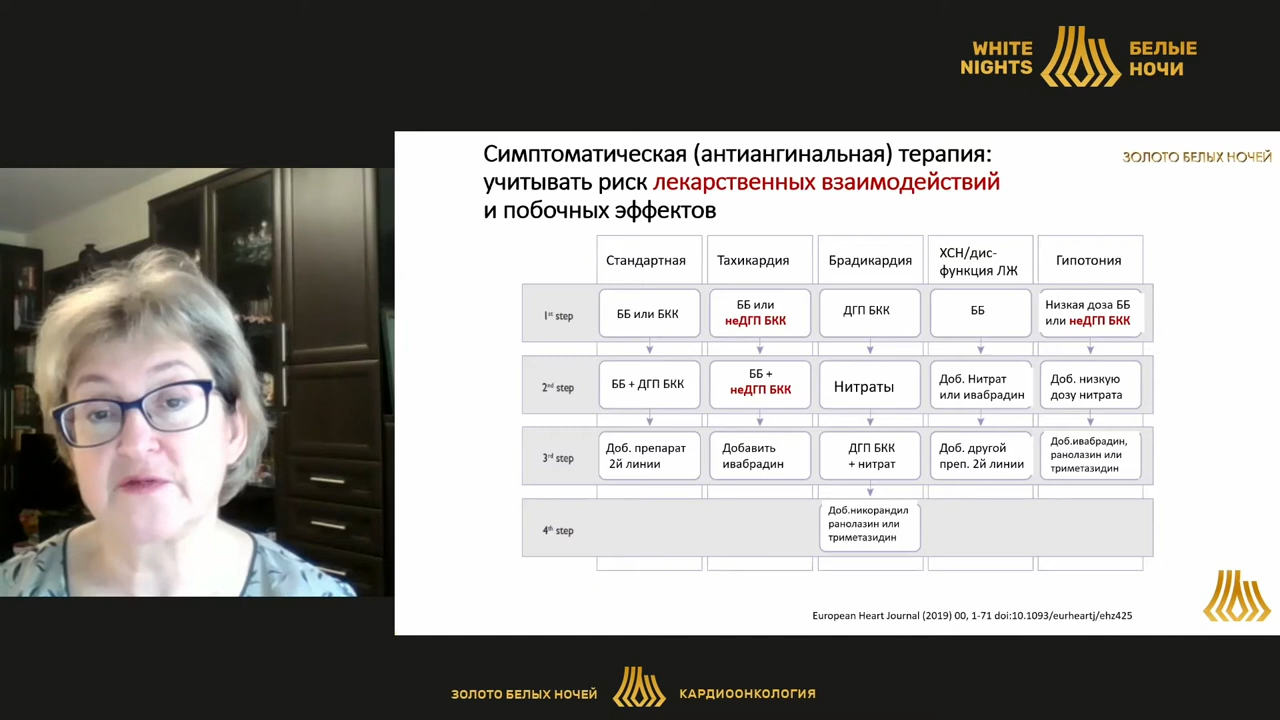 WHITE
NIGHTS
БЕЛЫЕ
НОЧИ
Симптоматическая (антиангинальная) терапия:
учитывать риск лекарственных взаимодействий
и побочных эффектов
ЗОЛОТО БЕЛЫХ НОЧЕЙ
Стандартная
Тахикардия
Брадикардия
ХСН/дис-
функция ЛЖ
Гипотония
1st step
ББ или БКК
ББ или
неДГП БКК
ДГП БКК
ББ
Низкая доза ББ
или неДГП БКК
2nd step
ББ + ДГП БКК
ББ +
неДГП БКК
Нитраты
Доб. Нитрат
или ивабрадин
Доб. низкую
дозу нитрата
3rd step
Доб. препарат
2й линии
Добавить
ивабрадин
ДГП БКК
+ нитрат
Доб. другой
преп. 2й линии
Доб.ивабрадин,
ранолазин или
триметазидин
4th step
Доб.никорандил
ранолазин или
триметазидин
European Heart Journal (2019) 00, 1-71 doi:10.1093/eurheartj/ehz425
ЗОЛОТО БЕЛЫХ НОЧЕЙ
КАРДИООНКОЛОГИЯ